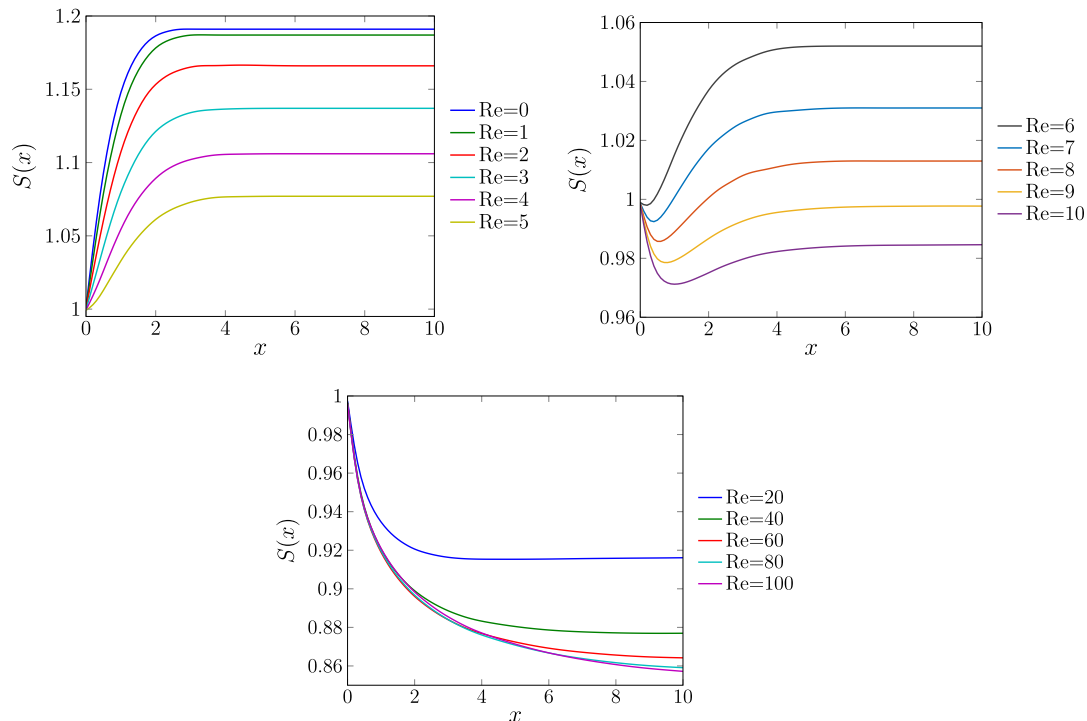 1.2
1.15
1.1
1.05
1
0 2 4 6 8 10
x
S(x)
Re=0
Re=1
Re=2
Re=3
Re=4
Re=5
1.06
1.04
1.02
1
0.98
0.96
0 2 4 6 8 10
x
S(x)
Re=6
Re=7
Re=8
Re=9
Re=10
1
0.98
0.96
0.94
0.92
0.9
0.88
0.86
0 2 4 6 8 10
x
S(x)
Re=20
Re=40
Re=60
Re=80
Re=100